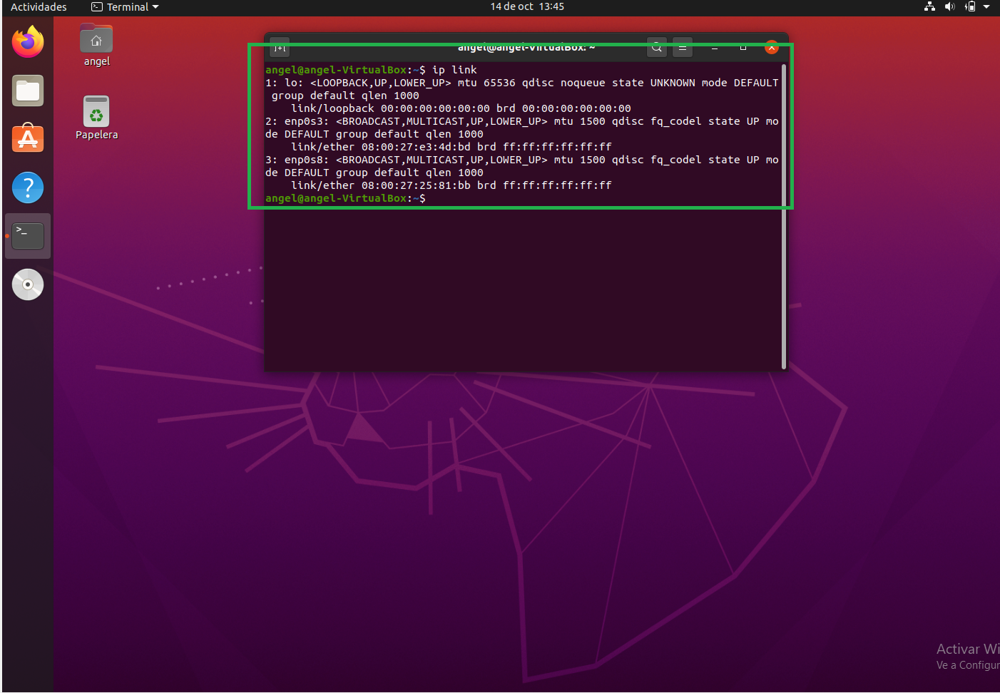 Actividades
Terminal
14 de oct 13:45
angel
Papelera
angel@angel-VirtualBox: ~
angel@angel-VirtualBox:~$ ip link
1: lo: <LOOPBACK,UP,LOWER_UP> mtu 65536 qdisc noqueue state UNKNOWN mode DEFAULT
 group default qlen 1000
    link/loopback 00:00:00:00:00:00 brd 00:00:00:00:00:00
2: enp0s3: <BROADCAST,MULTICAST,UP,LOWER_UP> mtu 1500 qdisc fq_codel state UP mo
de DEFAULT group default qlen 1000
    link/ether 08:00:27:e3:4d:bd brd ff:ff:ff:ff:ff:ff
3: enp0s8: <BROADCAST,MULTICAST,UP,LOWER_UP> mtu 1500 qdisc fq_codel state UP mo
de DEFAULT group default qlen 1000
    link/ether 08:00:27:25:81:bb brd ff:ff:ff:ff:ff:ff
angel@angel-VirtualBox:~$
Activar Wi
Ve a Configur